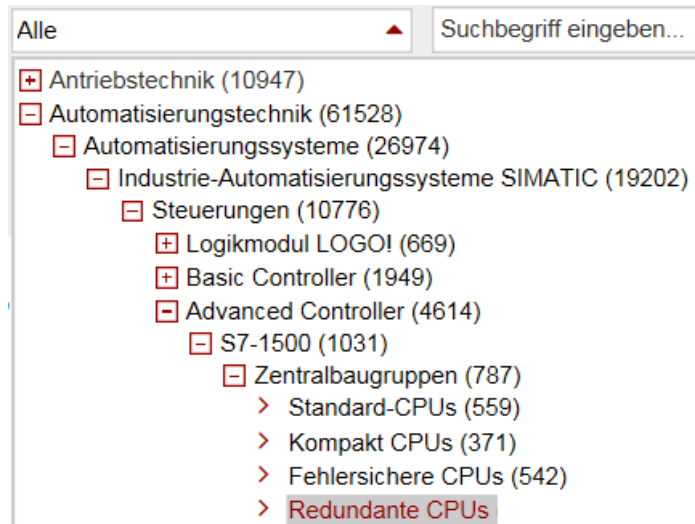 Alle
Suchbegriff eingeben...
Antriebstechnik (10947)
Automatisierungstechnik (61528)
Automatisierungssysteme (26974)
Industrie-Automatisierungssysteme SIMATIC (19202)
Steuerungen (10776)
Logikmodul LOGO! (669)
Basic Controller (1949)
Advanced Controller (4614)
S7-1500 (1031)
Zentralbaugruppen (787)
Standard-CPUs (559)
Kompakt CPUs (371)
Fehlersichere CPUs (542)
Redundante CPUs